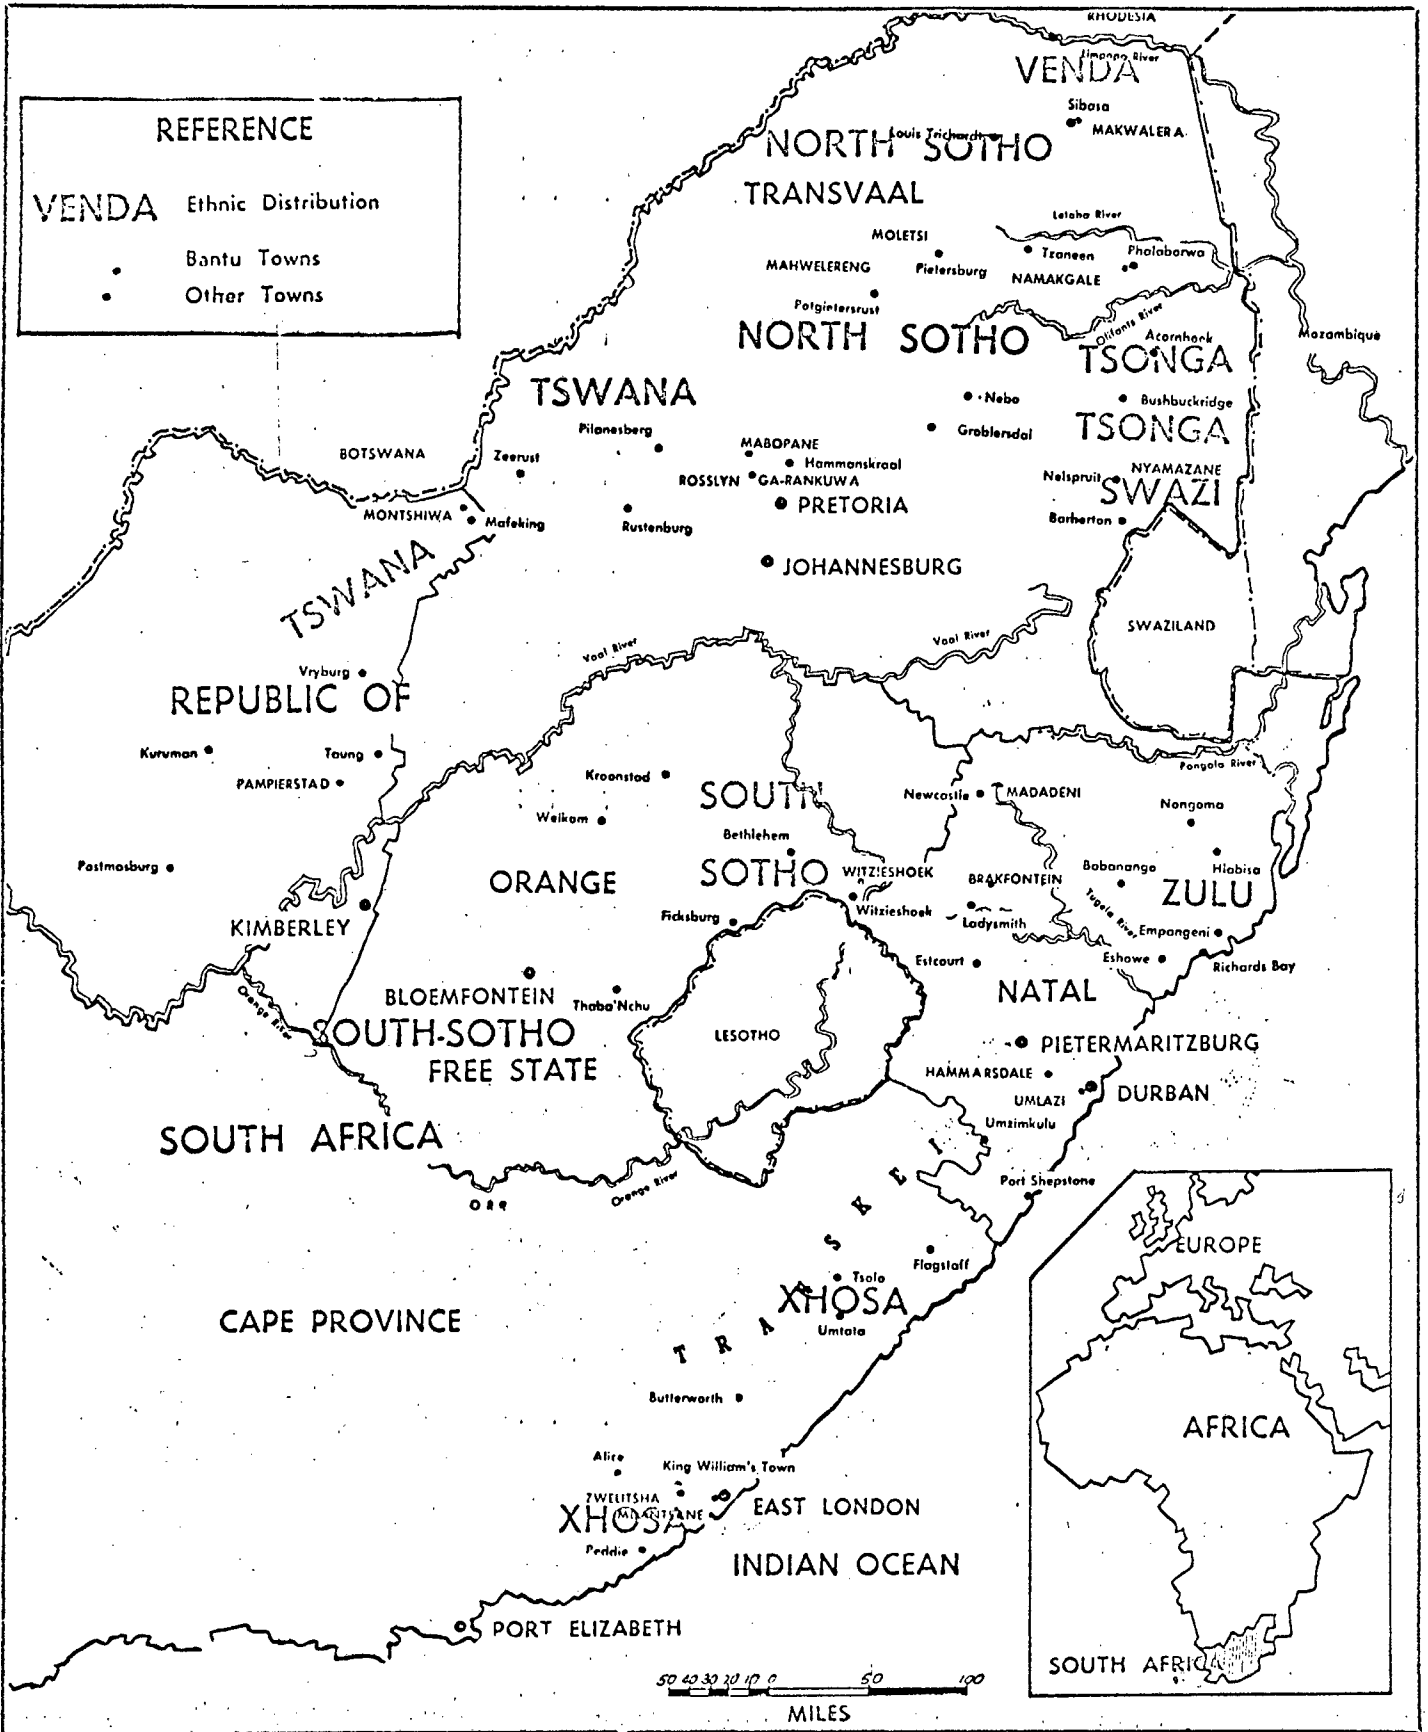 RHODESIA
Limpopo River
VENDA
Sibasa
MAKWALERA
REFERENCE
VENDA Ethnic Distribution
Bantu Towns
Other Towns
Louis Trichardt
NORTH SOTHO
TRANSVAAL
Letaba River
MOLETSI
Tzaneen
Phalaborwa
MAHWELERENG
Pietersburg
NAMAKGALE
Potgietersrust
Olifants River
NORTH SOTHO
Acornhoek
Mozambique
TSONGA
TSWANA
Nebo
Bushbuckridge
Pilanesberg
Groblersdal
TSONGA
MABOPANE
BOTSWANA
Zeerust
Hammanskraal
NYAMAZANE
ROSSLYN
GA-RANKUWA
Nelspruit
SWAZI
PRETORIA
MONTSHIWA
Mafeking
Rustenburg
Barberton
TSWANA
JOHANNESBURG
SWAZILAND
Vaal River
Vaal River
Vryburg
REPUBLIC OF
Kuruman
Taung
Pongola River
PAMPIERSTAD
Kroonstad
SOUTH
Newcastle
MADADENI
Nongoma
Welkom
Bethlehem
Postmasburg
SOTHO
WITZIESHOEK
BRAKFONTEIN
Babanango
Hlabisa
ORANGE
ZULU
KIMBERLEY
Ficksburg
Witzieshoek
Ladysmith
Tugela River
Empangeni
Estcourt
Eshowe
Richards Bay
Orange River
BLOEMFONTEIN
Thaba'Nchu
NATAL
SOUTH-SOTHO
LESOTHO
PIETERMARITZBURG
FREE STATE
HAMMARSDALE
UMLAZI
DURBAN
Umzimkulu
SOUTH AFRICA
Orange River
Port Shepstone
TRANSKEI
Flagstaff
Tsolo
XHOSA
Umtata
CAPE PROVINCE
Butterworth
Alice
King William's Town
ZWELITSHA
XHOSA
MDANTSANE
EAST LONDON
Peddie
INDIAN OCEAN
PORT ELIZABETH
50 40 30 20 10 0 50 100
MILES
EUROPE
AFRICA
SOUTH AFRICA